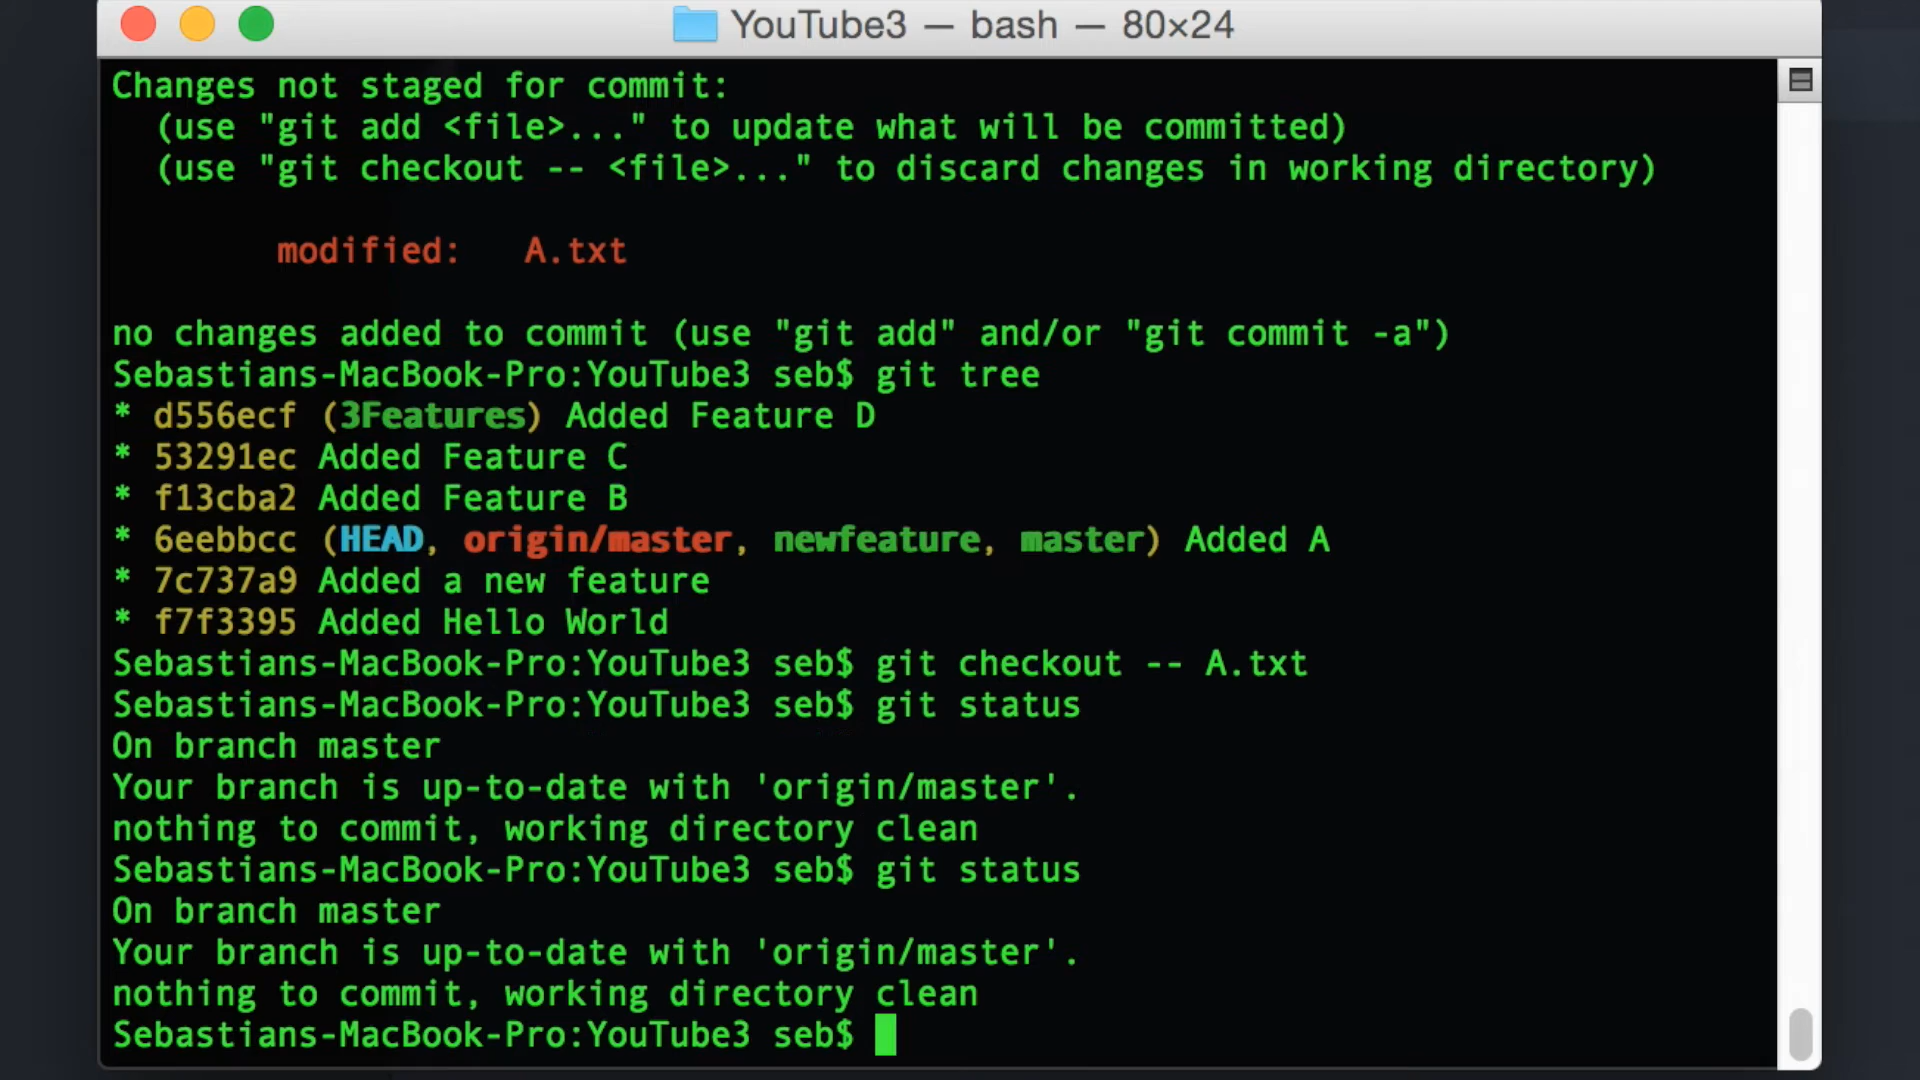 YouTube3 — bash — 80×24
Changes not staged for commit:
(use "git add <file>..." to update what will be committed)
(use "git checkout -- <file>..." to discard changes in working directory)
modified: A.txt
no changes added to commit (use "git add" and/or "git commit -a")
Sebastians-MacBook-Pro:YouTube3 seb$ git tree
* d556ecf (3Features) Added Feature D
* 53291ec Added Feature C
* f13cba2 Added Feature B
* 6eebbcc (HEAD, origin/master, newfeature, master) Added A
* 7c737a9 Added a new feature
* f7f3395 Added Hello World
Sebastians-MacBook-Pro:YouTube3 seb$ git checkout -- A.txt
Sebastians-MacBook-Pro:YouTube3 seb$ git status
On branch master
Your branch is up-to-date with 'origin/master'.
nothing to commit, working directory clean
Sebastians-MacBook-Pro:YouTube3 seb$ git status
On branch master
Your branch is up-to-date with 'origin/master'.
nothing to commit, working directory clean
Sebastians-MacBook-Pro:YouTube3 seb$